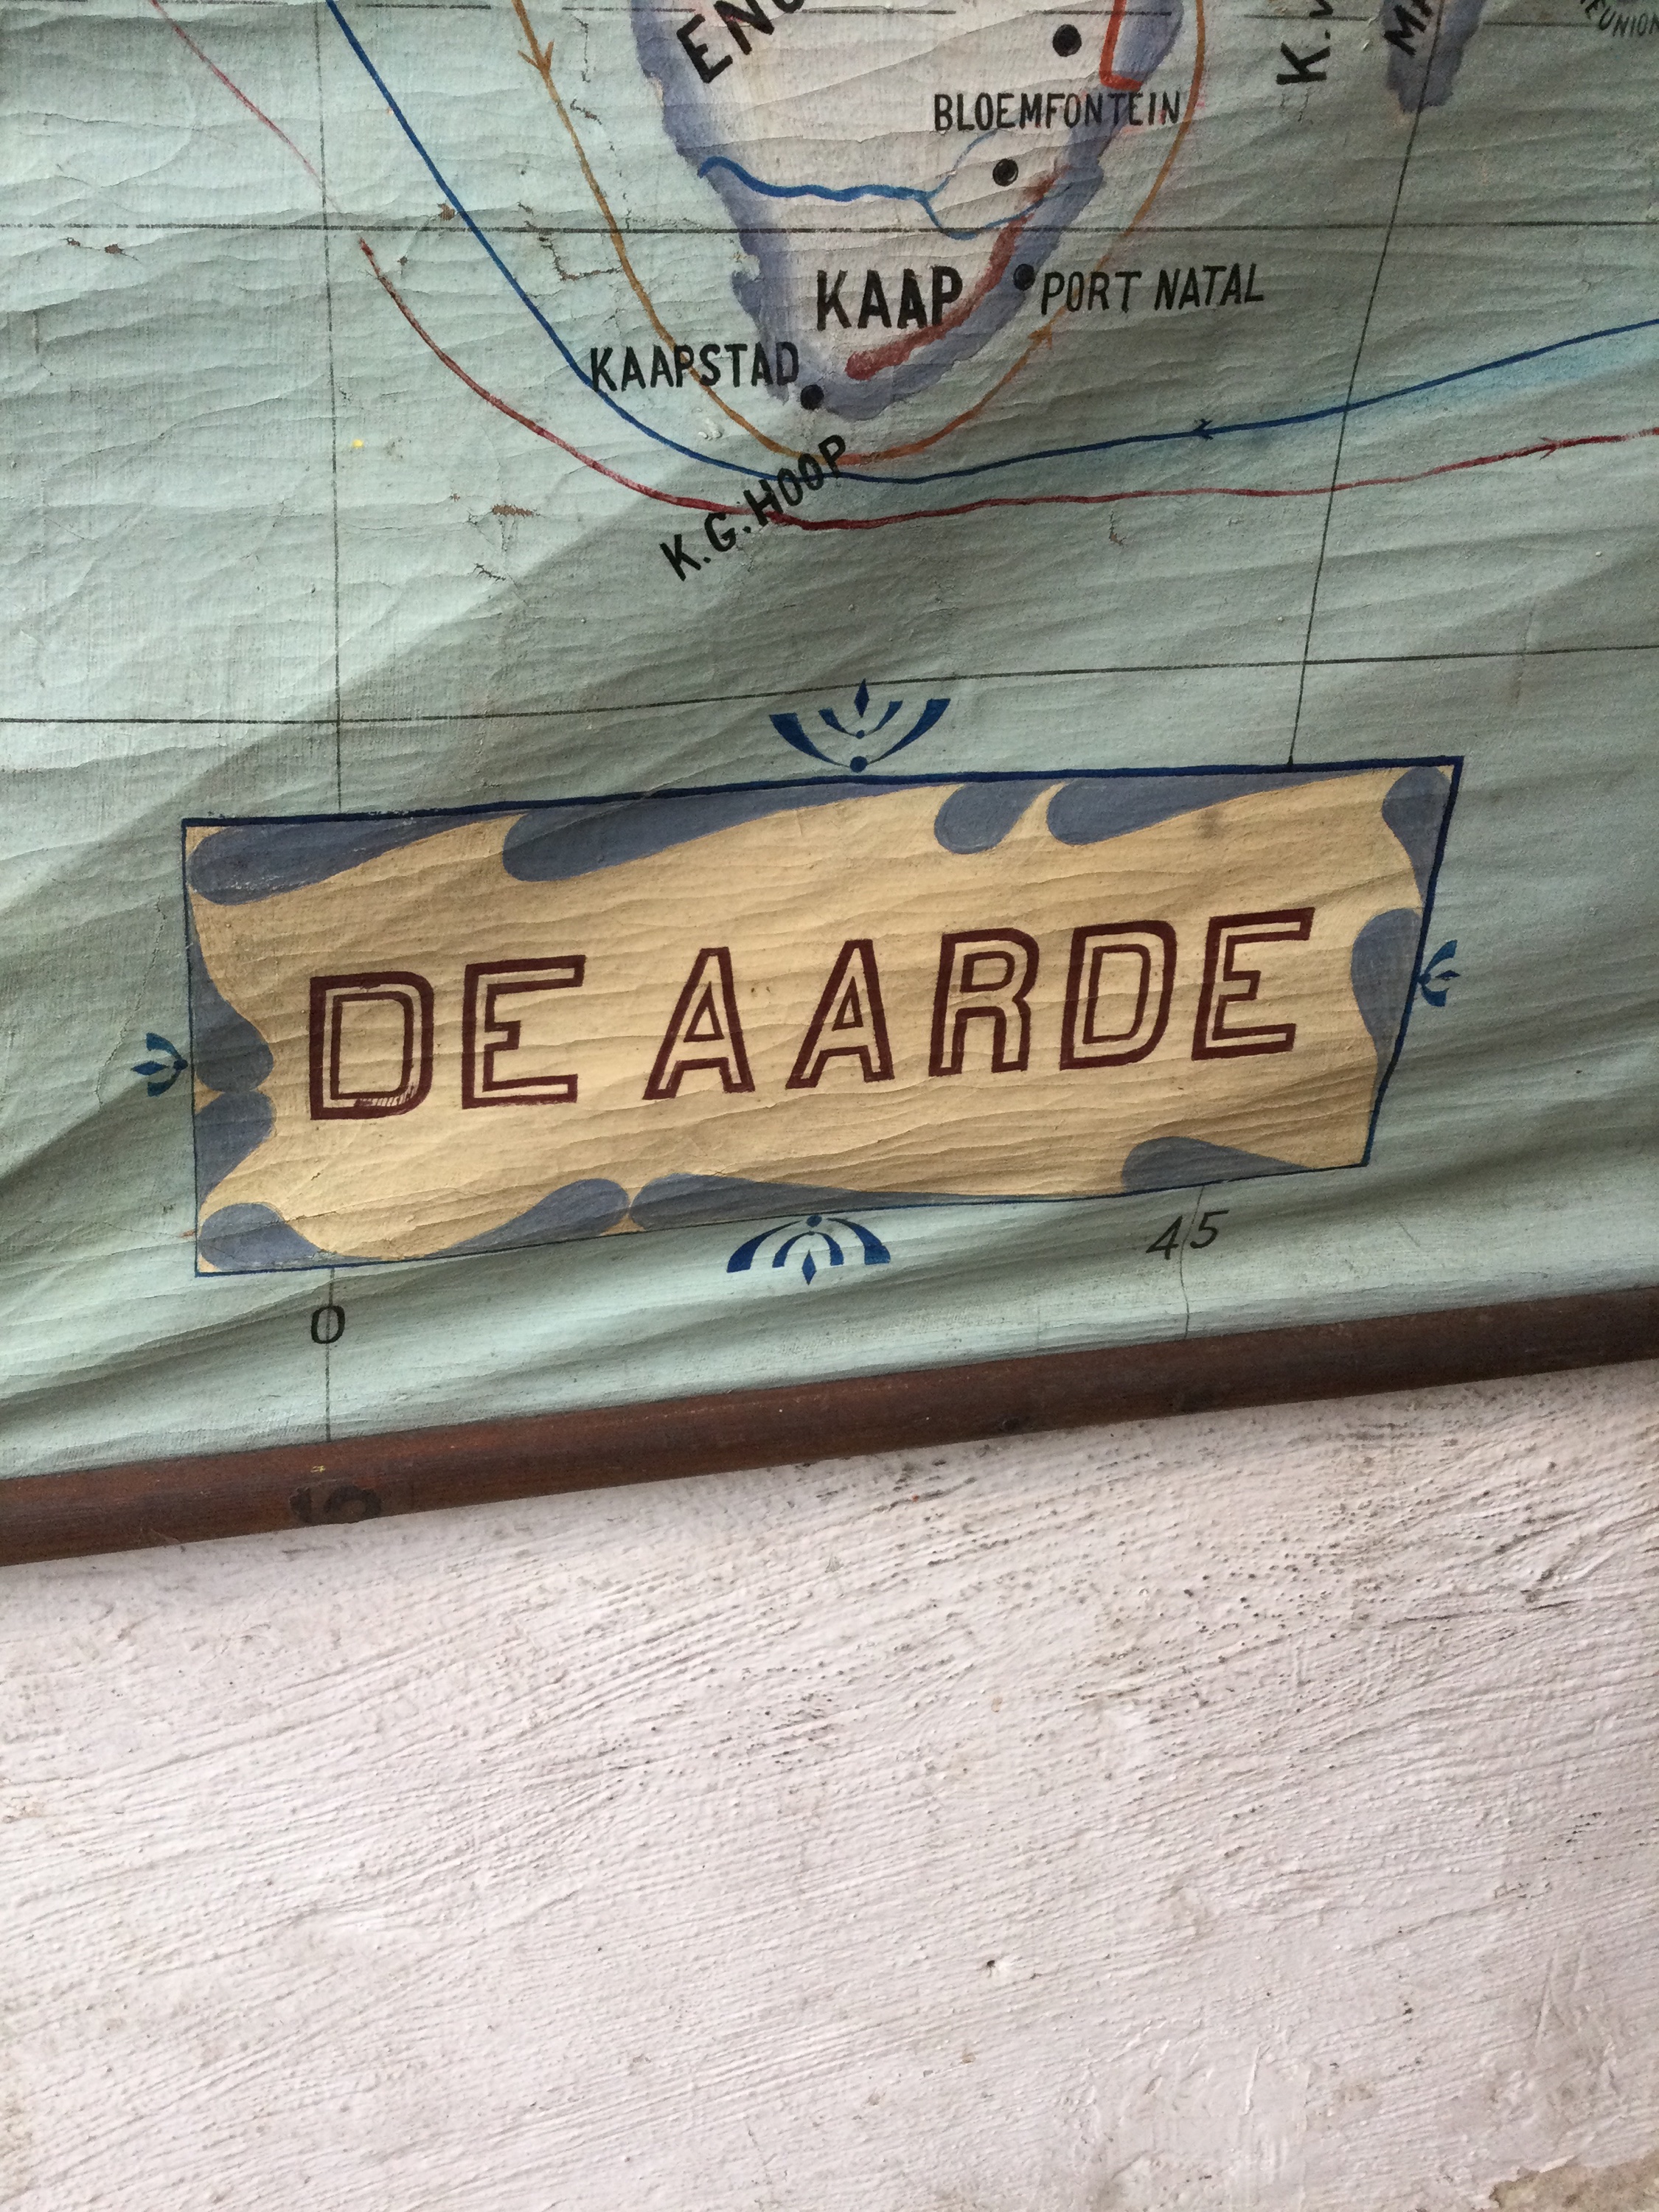 BLOEMFONTEIN
KAAP
PORT NATAL
KAAPSTAD
K.G. HOOP
DE AARDE
45
0